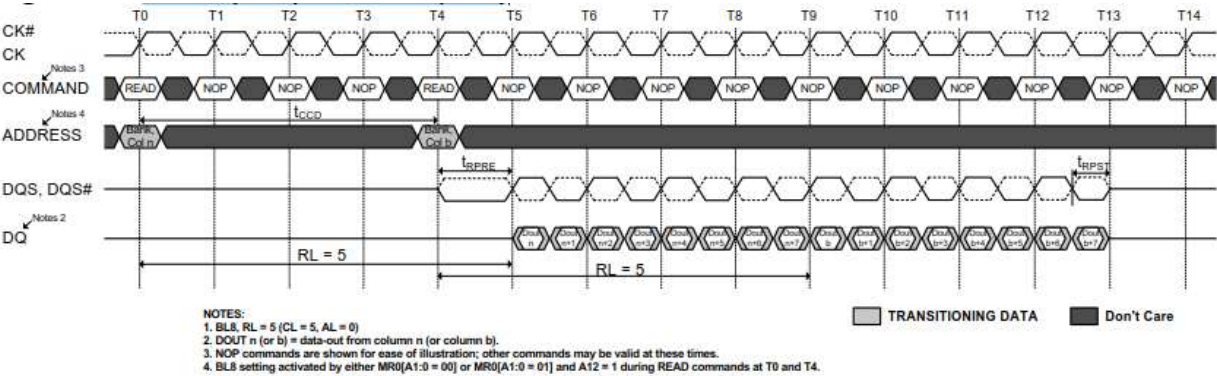 T0 T1 T2 T3 T4 T5 T6 T7 T8 T9 T10 T11 T12 T13 T14
CK#
CK
Notes 3
COMMAND READ NOP NOP NOP READ NOP NOP NOP NOP NOP NOP NOP NOP NOP NOP
tCCD
Notes 4
ADDRESS Bank, Col n Bank, Col b
tRPRE tRPST
DQS, DQS#
Notes 2
DQ Dout n Dout n+1 Dout n+2 Dout n+3 Dout n+4 Dout n+5 Dout n+6 Dout n+7 Dout b Dout b+1 Dout b+2 Dout b+3 Dout b+4 Dout b+5 Dout b+6 Dout b+7
RL = 5 RL = 5
NOTES:
1. BL8, RL = 5 (CL = 5, AL = 0)
2. DOUT n (or b) = data-out from column n (or column b).
3. NOP commands are shown for ease of illustration; other commands may be valid at these times.
4. BL8 setting activated by either MR0[A1:0 = 00] or MR0[A1:0 = 01] and A12 = 1 during READ commands at T0 and T4.
TRANSITIONING DATA Don't Care